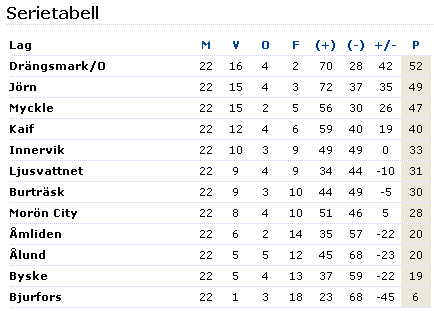 Serietabell
Lag M V O F (+) (-) +/- P
Drängsmark/O 22 16 4 2 70 28 42 52
Jörn 22 15 4 3 72 37 35 49
Myckle 22 15 2 5 56 30 26 47
Kaif 22 12 4 6 59 40 19 40
Innervik 22 10 3 9 49 49 0 33
Ljusvattnet 22 9 4 9 34 44 -10 31
Burträsk 22 9 3 10 44 49 -5 30
Morön City 22 8 4 10 51 46 5 28
Åmliden 22 6 2 14 35 57 -22 20
Ålund 22 5 5 12 45 68 -23 20
Byske 22 5 4 13 37 59 -22 19
Bjurfors 22 1 3 18 23 68 -45 6